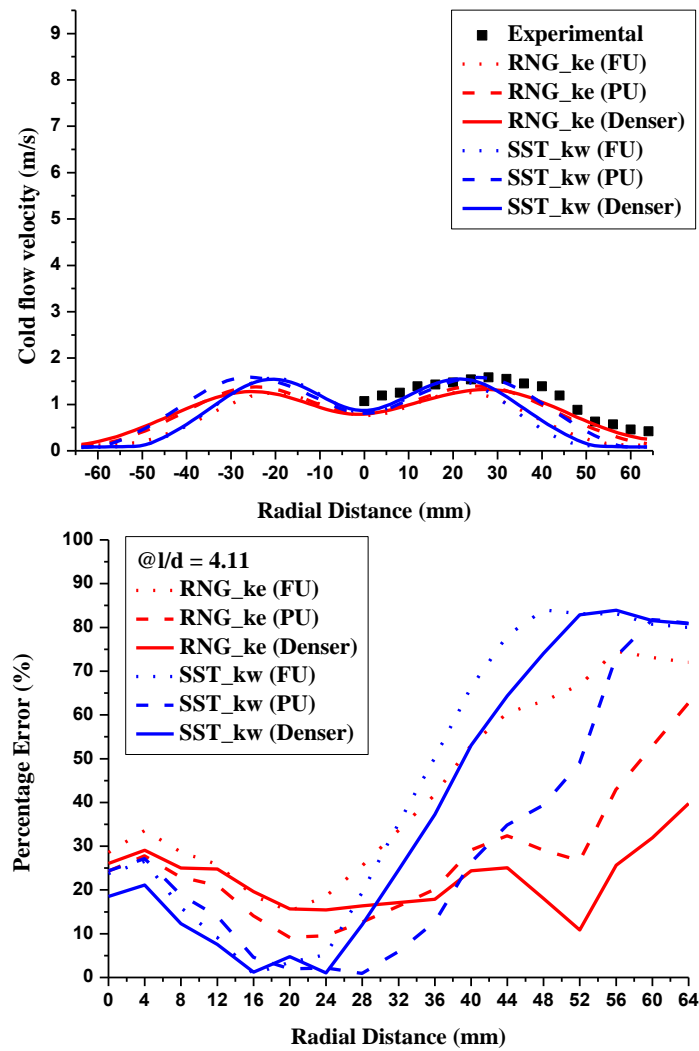 9
8
7
6
5
4
3
2
1
0
Cold flow velocity (m/s)
Experimental
RNG_ke (FU)
RNG_ke (PU)
RNG_ke (Denser)
SST_kw (FU)
SST_kw (PU)
SST_kw (Denser)
-60 -50 -40 -30 -20 -10 0 10 20 30 40 50 60
Radial Distance (mm)
100
90
80
70
60
50
40
30
20
10
0
Percentage Error (%)
@l/d = 4.11
RNG_ke (FU)
RNG_ke (PU)
RNG_ke (Denser)
SST_kw (FU)
SST_kw (PU)
SST_kw (Denser)
0 4 8 12 16 20 24 28 32 36 40 44 48 52 56 60 64
Radial Distance (mm)